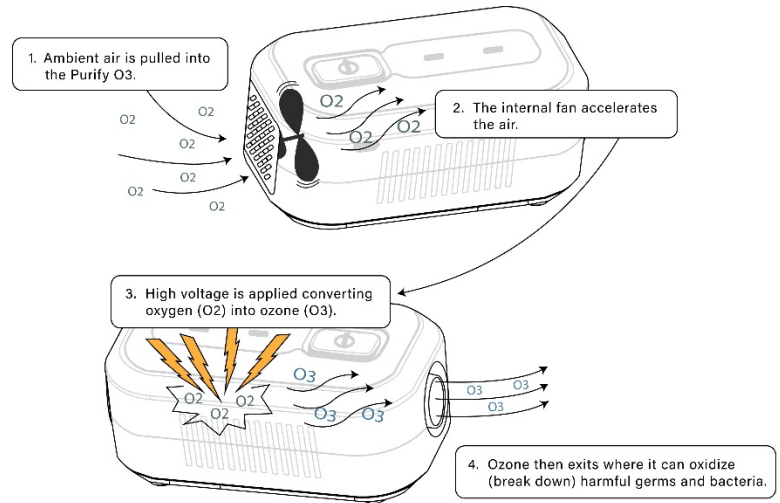 1. Ambient air is pulled into
the Purify O3.
O2
O2
O2
O2
O2
O2
O2
O2
O2
2. The internal fan accelerates
the air.
3. High voltage is applied converting
oxygen (O2) into ozone (O3).
O2
O2
O2
O3
O3
O3
O3
O3
O3
4. Ozone then exits where it can oxidize
(break down) harmful germs and bacteria.